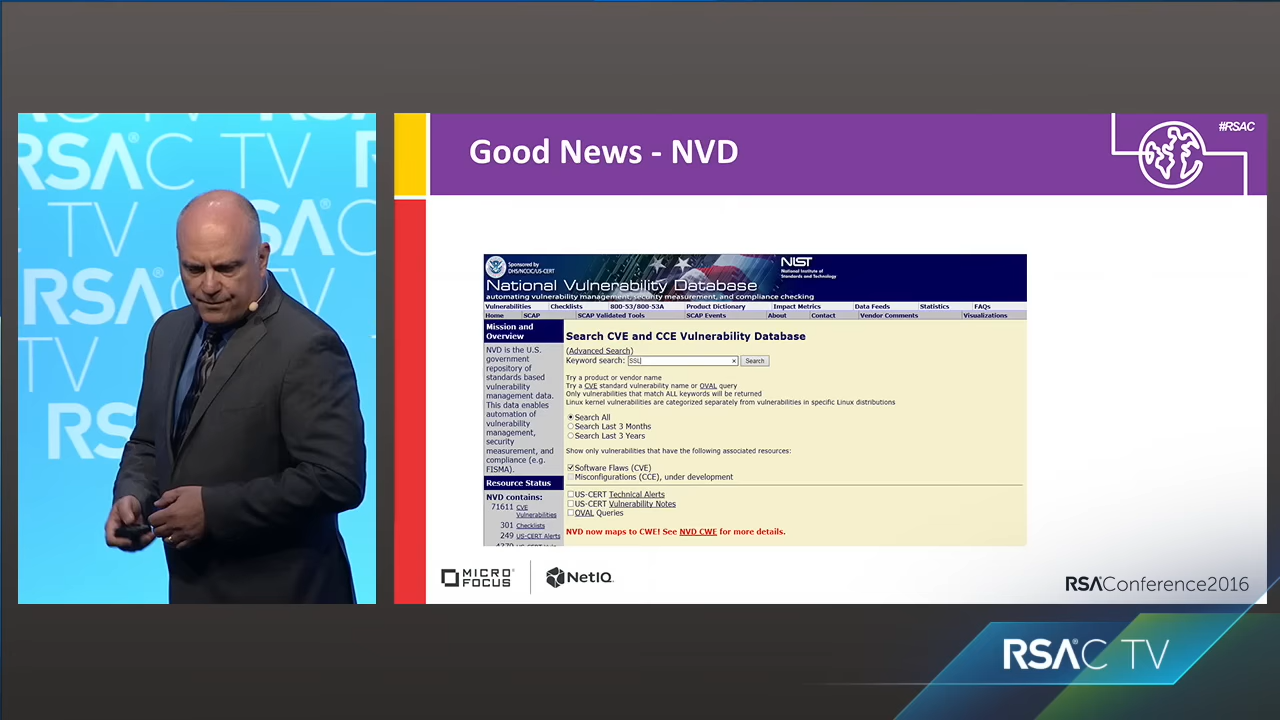 RSAC TV
RSAC TV
TV
RSAC
TV
RS
Good News - NVD
#RSAC
Sponsored by
DHS/NCCIC/US-CERT
NIST
National Institute of
Standards and Technology
National Vulnerability Database
automating vulnerability management, security measurement, and compliance checking
Vulnerabilities Checklists 800-53/800-53A Product Dictionary Impact Metrics Data Feeds Statistics FAQs
Home SCAP SCAP Validated Tools SCAP Events About Contact Vendor Comments Visualizations
Mission and
Overview
NVD is the U.S.
government
repository of
standards based
vulnerability
management data.
This data enables
automation of
vulnerability
management,
security
measurement, and
compliance (e.g.
FISMA).
Resource Status
NVD contains:
71611 CVE
Vulnerabilities
301 Checklists
249 US-CERT Alerts
Search CVE and CCE Vulnerability Database
(Advanced Search)
Keyword search: SSL x Search
Try a product or vendor name
Try a CVE standard vulnerability name or OVAL query
Only vulnerabilities that match ALL keywords will be returned
Linux kernel vulnerabilities are categorized separately from vulnerabilities in specific Linux distributions
Search All
Search Last 3 Months
Search Last 3 Years
Show only vulnerabilities that have the following associated resources:
Software Flaws (CVE)
Misconfigurations (CCE), under development
US-CERT Technical Alerts
US-CERT Vulnerability Notes
OVAL Queries
NVD now maps to CWE! See NVD CWE for more details.
MICRO
FOCUS
NetIQ
RSAConference2016
RSAC TV